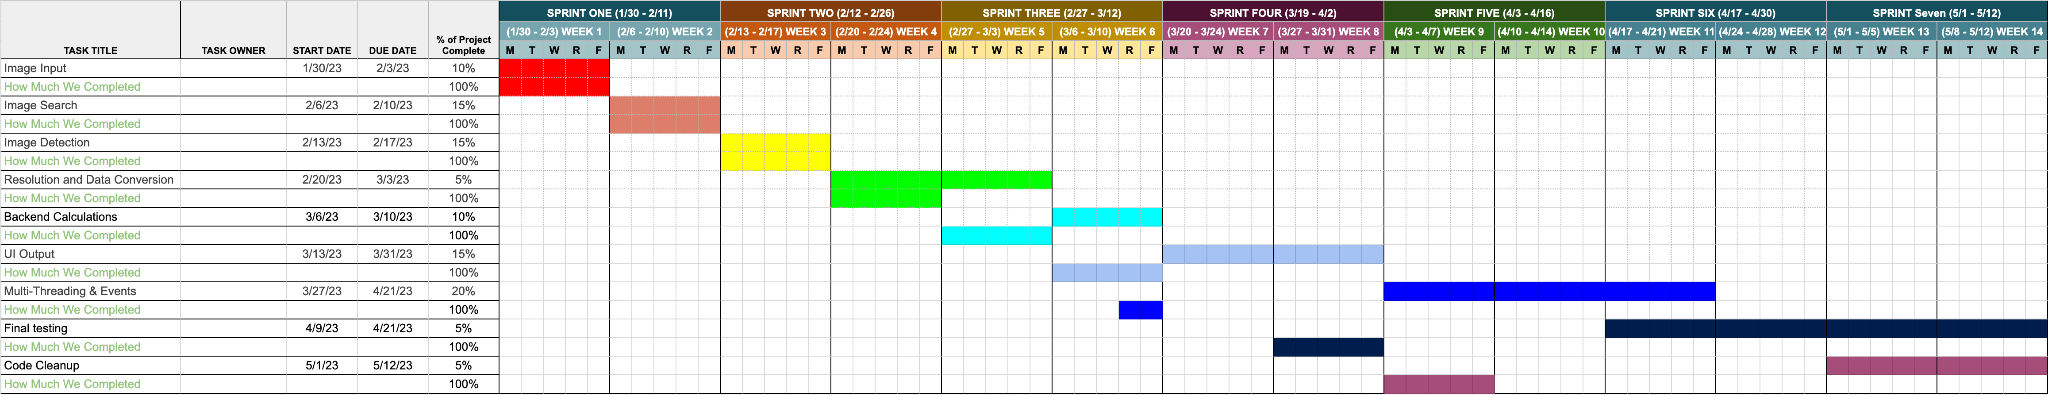 SPRINT ONE (1/30 - 2/11) SPRINT TWO (2/12 - 2/26) SPRINT THREE (2/27 - 3/12) SPRINT FOUR (3/19 - 4/2) SPRINT FIVE (4/3 - 4/16) SPRINT SIX (4/17 - 4/30) SPRINT Seven (5/1 - 5/12)
(1/30 - 2/3) WEEK 1 (2/6 - 2/10) WEEK 2 (2/13 - 2/17) WEEK 3 (2/20 - 2/24) WEEK 4 (2/27 - 3/3) WEEK 5 (3/6 - 3/10) WEEK 6 (3/20 - 3/24) WEEK 7 (3/27 - 3/31) WEEK 8 (4/3 - 4/7) WEEK 9 (4/10 - 4/14) WEEK 10 (4/17 - 4/21) WEEK 11 (4/24 - 4/28) WEEK 12 (5/1 - 5/5) WEEK 13 (5/8 - 5/12) WEEK 14
TASK TITLE TASK OWNER START DATE DUE DATE % of Project
Complete
M T W R F M T W R F M T W R F M T W R F M T W R F M T W R F M T W R F M T W R F M T W R F M T W R F M T W R F M T W R F M T W R F M T W R F
Image Input 1/30/23 2/3/23 10%
How Much We Completed 100%
Image Search 2/6/23 2/10/23 15%
How Much We Completed 100%
Image Detection 2/13/23 2/17/23 15%
How Much We Completed 100%
Resolution and Data Conversion 2/20/23 3/3/23 5%
How Much We Completed 100%
Backend Calculations 3/6/23 3/10/23 10%
How Much We Completed 100%
UI Output 3/13/23 3/31/23 15%
How Much We Completed 100%
Multi-Threading & Events 3/27/23 4/21/23 20%
How Much We Completed 100%
Final testing 4/9/23 4/21/23 5%
How Much We Completed 100%
Code Cleanup 5/1/23 5/12/23 5%
How Much We Completed 100%